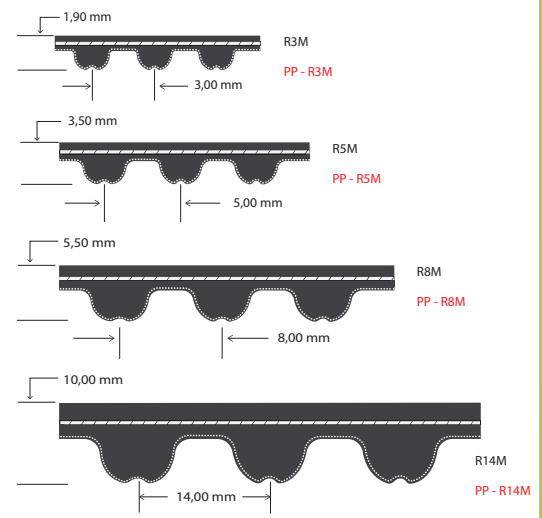 1,90 mm
R3M
PP - R3M
3,00 mm
3,50 mm
R5M
PP - R5M
5,00 mm
5,50 mm
R8M
PP - R8M
8,00 mm
10,00 mm
R14M
PP - R14M
14,00 mm